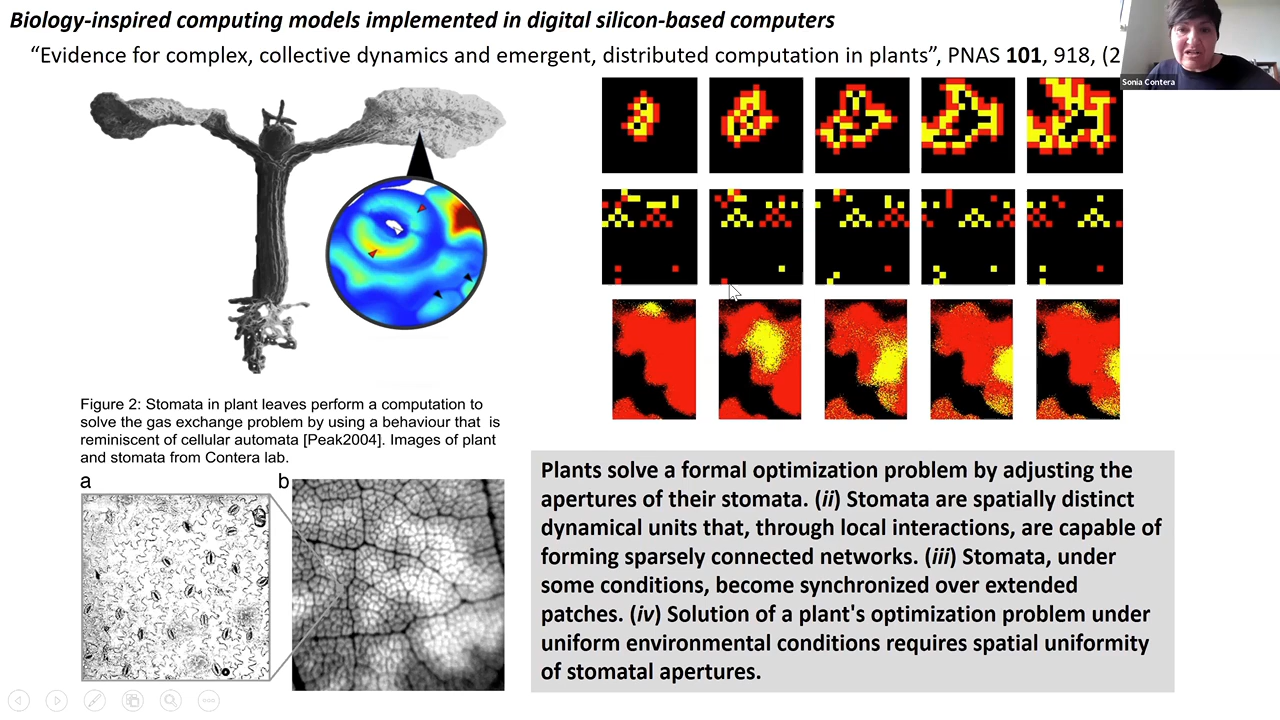 Biology-inspired computing models implemented in digital silicon-based computers
“Evidence for complex, collective dynamics and emergent, distributed computation in plants”, PNAS 101, 918, (2
Sonia Contera
Figure 2: Stomata in plant leaves perform a computation to
solve the gas exchange problem by using a behaviour that is
reminiscent of cellular automata [Peak2004]. Images of plant
and stomata from Contera lab.
a
b
Plants solve a formal optimization problem by adjusting the
apertures of their stomata. (ii) Stomata are spatially distinct
dynamical units that, through local interactions, are capable of
forming sparsely connected networks. (iii) Stomata, under
some conditions, become synchronized over extended
patches. (iv) Solution of a plant's optimization problem under
uniform environmental conditions requires spatial uniformity
of stomatal apertures.